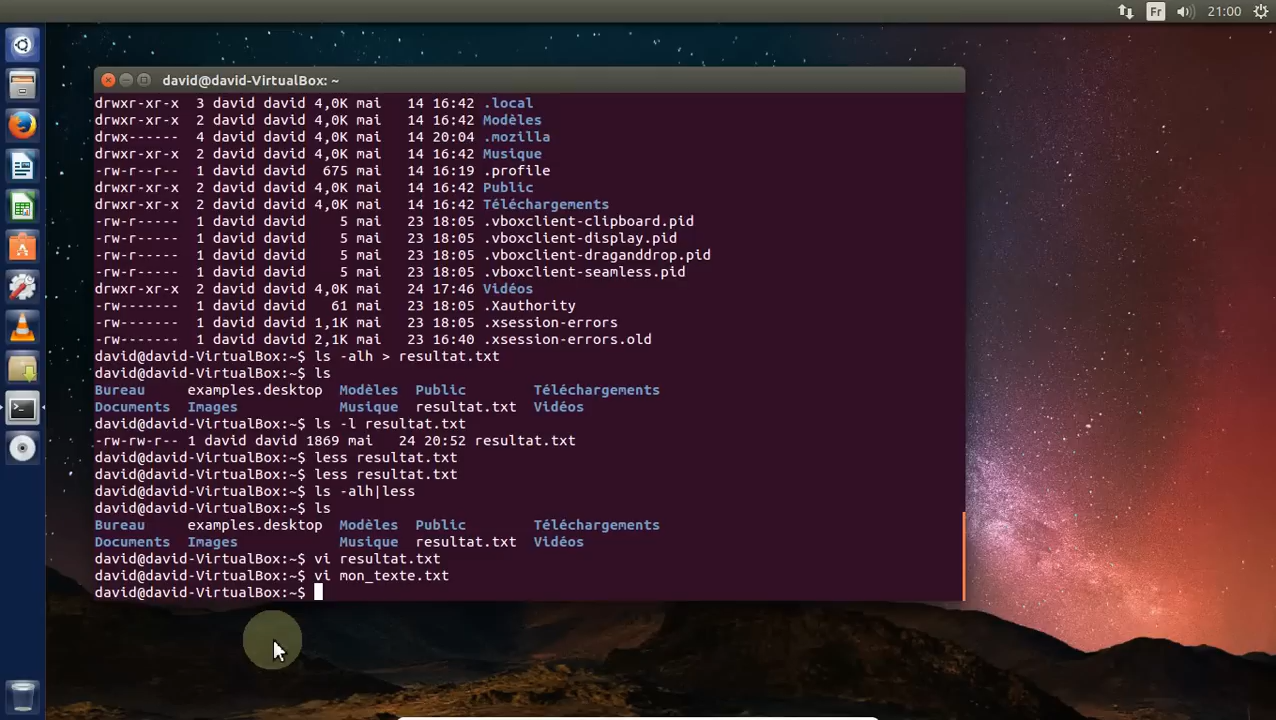 Fr 21:00
david@david-VirtualBox: ~
drwxr-xr-x 3 david david 4,0K mai 14 16:42 .local
drwxr-xr-x 2 david david 4,0K mai 14 16:42 Modèles
drwx------ 4 david david 4,0K mai 14 20:04 .mozilla
drwxr-xr-x 2 david david 4,0K mai 14 16:42 Musique
-rw-r--r-- 1 david david 675 mai 14 16:19 .profile
drwxr-xr-x 2 david david 4,0K mai 14 16:42 Public
drwxr-xr-x 2 david david 4,0K mai 14 16:42 Téléchargements
-rw-r----- 1 david david 5 mai 23 18:05 .vboxclient-clipboard.pid
-rw-r----- 1 david david 5 mai 23 18:05 .vboxclient-display.pid
-rw-r----- 1 david david 5 mai 23 18:05 .vboxclient-draganddrop.pid
-rw-r----- 1 david david 5 mai 23 18:05 .vboxclient-seamless.pid
drwxr-xr-x 2 david david 4,0K mai 24 17:46 Vidéos
-rw------- 1 david david 61 mai 23 18:05 .Xauthority
-rw------- 1 david david 1,1K mai 23 18:05 .xsession-errors
-rw------- 1 david david 2,1K mai 23 16:40 .xsession-errors.old
david@david-VirtualBox:~$ ls -alh > resultat.txt
david@david-VirtualBox:~$ ls
Bureau examples.desktop Modèles Public Téléchargements
Documents Images Musique resultat.txt Vidéos
david@david-VirtualBox:~$ ls -l resultat.txt
-rw-rw-r-- 1 david david 1869 mai 24 20:52 resultat.txt
david@david-VirtualBox:~$ less resultat.txt
david@david-VirtualBox:~$ less resultat.txt
david@david-VirtualBox:~$ ls -alh|less
david@david-VirtualBox:~$ ls
Bureau examples.desktop Modèles Public Téléchargements
Documents Images Musique resultat.txt Vidéos
david@david-VirtualBox:~$ vi resultat.txt
david@david-VirtualBox:~$ vi mon_texte.txt
david@david-VirtualBox:~$